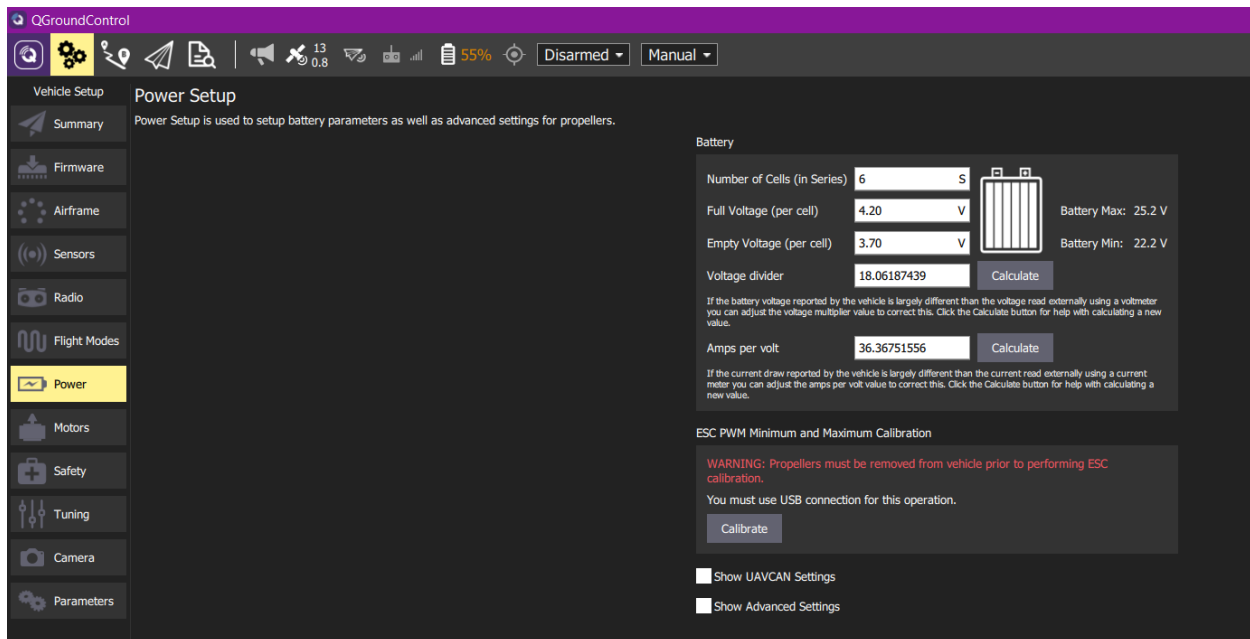 QGroundControl
13
0.8
55%
Disarmed
Manual
Vehicle Setup
Summary
Firmware
Airframe
Sensors
Radio
Flight Modes
Power
Motors
Safety
Tuning
Camera
Parameters
Power Setup
Power Setup is used to setup battery parameters as well as advanced settings for propellers.
Battery
Number of Cells (in Series) 6 S
Full Voltage (per cell) 4.20 V Battery Max: 25.2 V
Empty Voltage (per cell) 3.70 V Battery Min: 22.2 V
Voltage divider 18.06187439 Calculate
If the battery voltage reported by the vehicle is largely different than the voltage read externally using a voltmeter
you can adjust the voltage multiplier value to correct this. Click the Calculate button for help with calculating a new
value.
Amps per volt 36.36751556 Calculate
If the current draw reported by the vehicle is largely different than the current read externally using a current
meter you can adjust the amps per volt value to correct this. Click the Calculate button for help with calculating a
new value.
ESC PWM Minimum and Maximum Calibration
WARNING: Propellers must be removed from vehicle prior to performing ESC
calibration.
You must use USB connection for this operation.
Calibrate
Show UAVCAN Settings
Show Advanced Settings